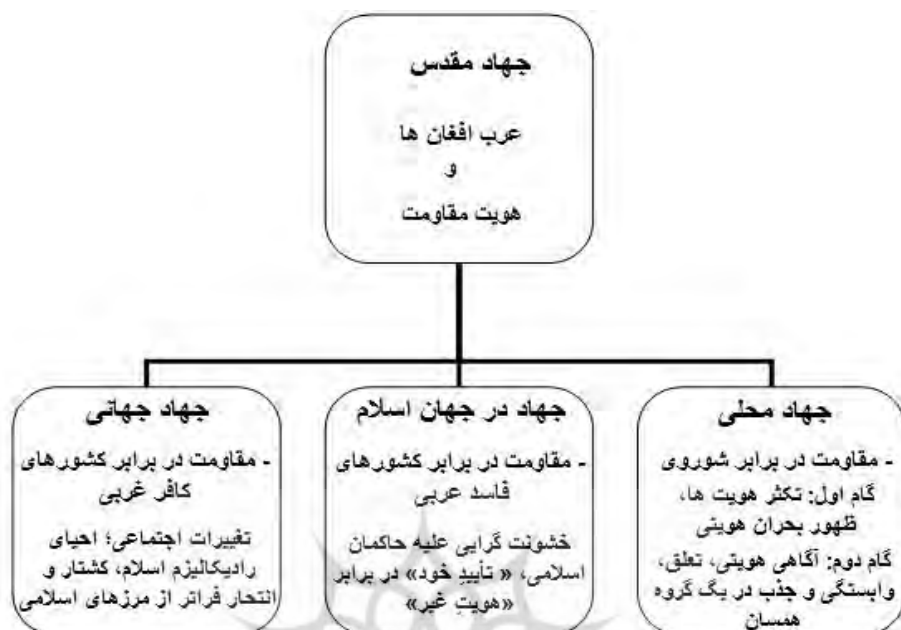 جهاد مقدس
عرب افغان ها
و
هویت مقاومت
جهاد محلی
- مقاومت در برابر شوروی
گام اول: تکثر هویت ها،
ظهور بحران هویتی
گام دوم: آگاهی هویتی، تعلق،
وابستگی و جذب در یک گروه
همسان
جهاد در جهان اسلام
- مقاومت در برابر کشورهای
فاسد عربی
خشونت گرایی علیه حاکمان
اسلامی، « تأییدِ خود» در برابر
«هویتِ غیر»
جهاد جهانی
- مقاومت در برابر کشورهای
کافر غربی
تغییرات اجتماعی؛ احیای
رادیکالیزم اسلام، کشتار و
انتحار فراتر از مرزهای اسلامی